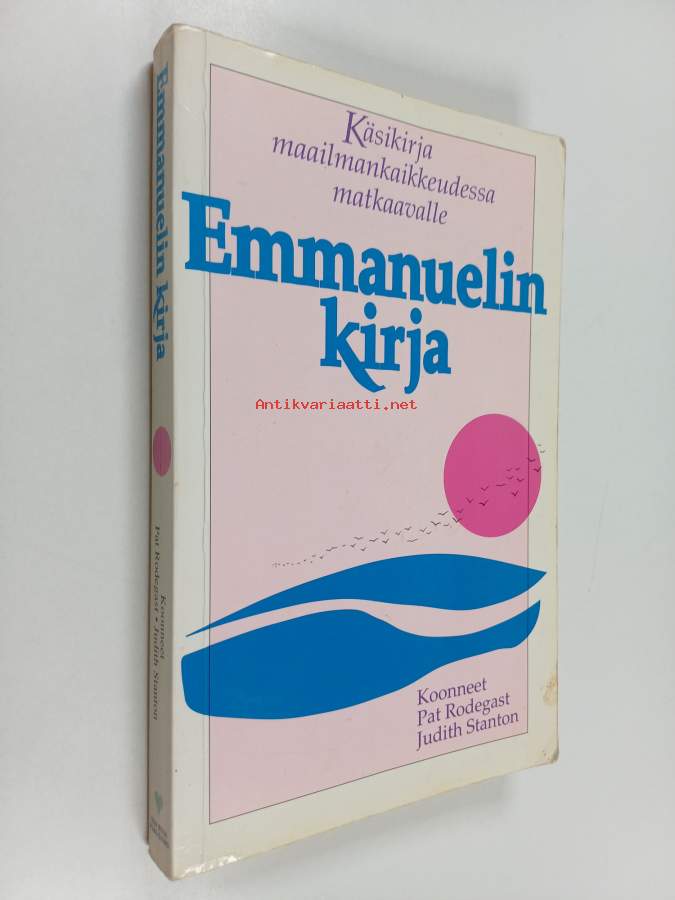 Käsikirja
maailmankaikkeudessa
matkaavalle
Emmanuelin
kirja
Antikvariaatti.net
Koonneet
Pat Rodegast
Judith Stanton
Emmanuelin kirja
Koonneet
Pat Rodegast • Judith Stanton